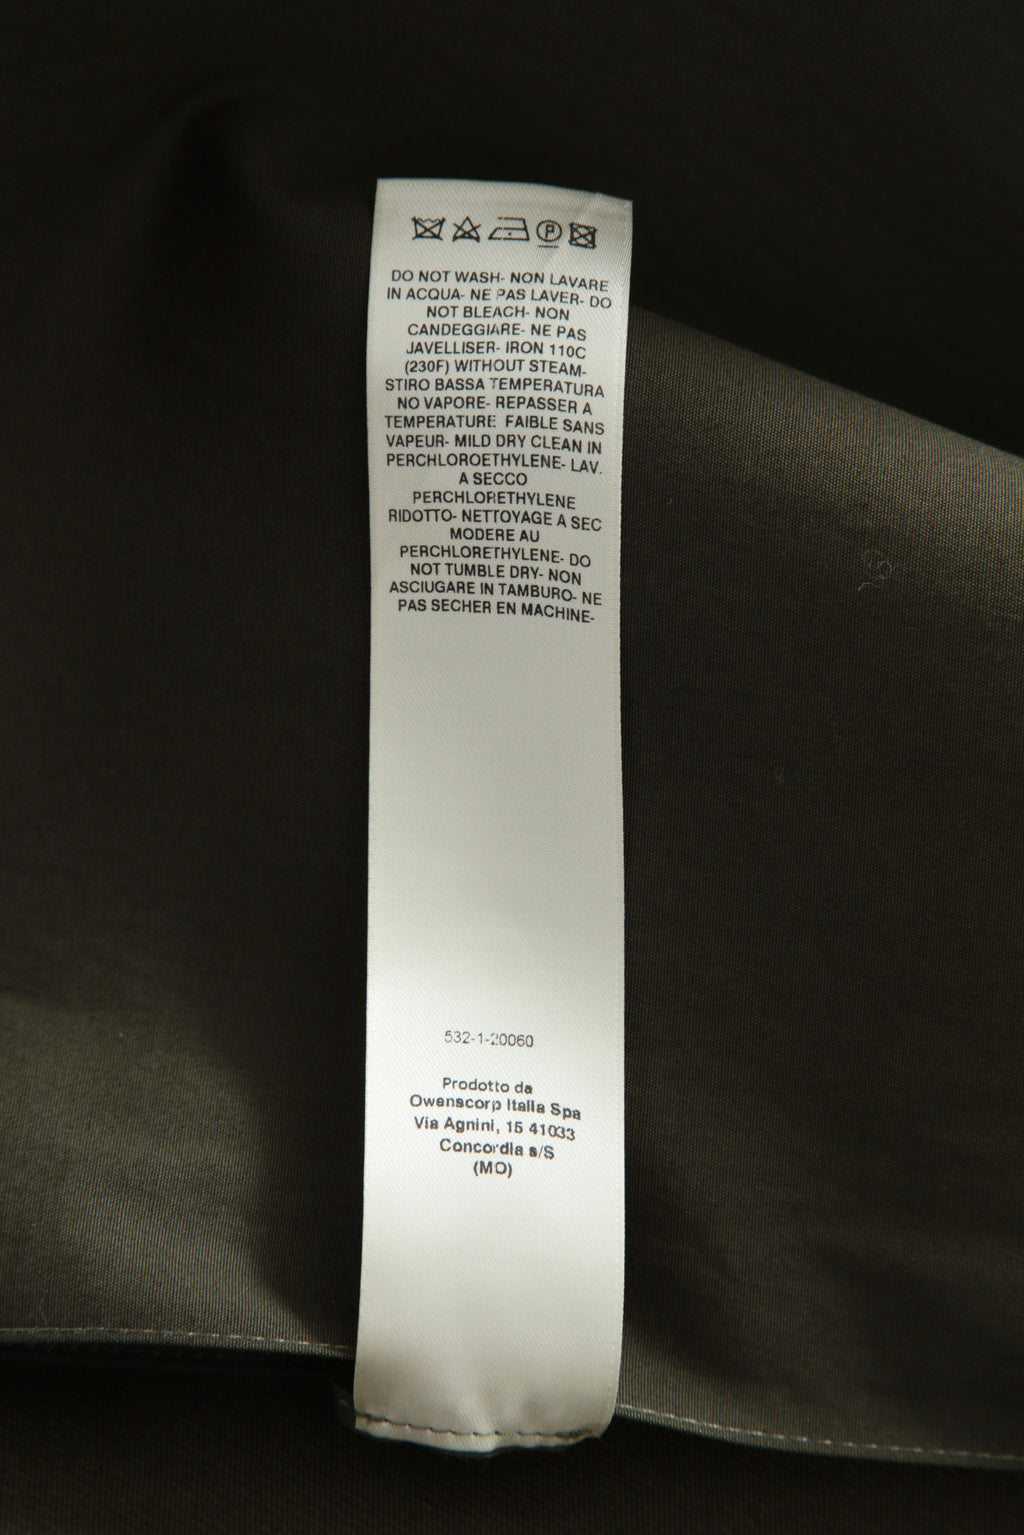 DO NOT WASH- NON LAVARE
IN ACQUA- NE PAS LAVER- DO
NOT BLEACH- NON
CANDEGGIARE- NE PAS
JAVELLISER- IRON 110C
(230F) WITHOUT STEAM-
STIRO BASSA TEMPERATURA
NO VAPORE- REPASSER A
TEMPERATURE FAIBLE SANS
VAPEUR- MILD DRY CLEAN IN
PERCHLOROETHYLENE- LAV.
A SECCO
PERCHLORETHYLENE
RIDOTTO- NETTOYAGE A SEC
MODERE AU
PERCHLORETHYLENE- DO
NOT TUMBLE DRY- NON
ASCIUGARE IN TAMBURO- NE
PAS SECHER EN MACHINE-
532-1-20060
Prodotto da
Owenscorp Italia Spa
Via Agnini, 15 41033
Concordia s/S
(MO)